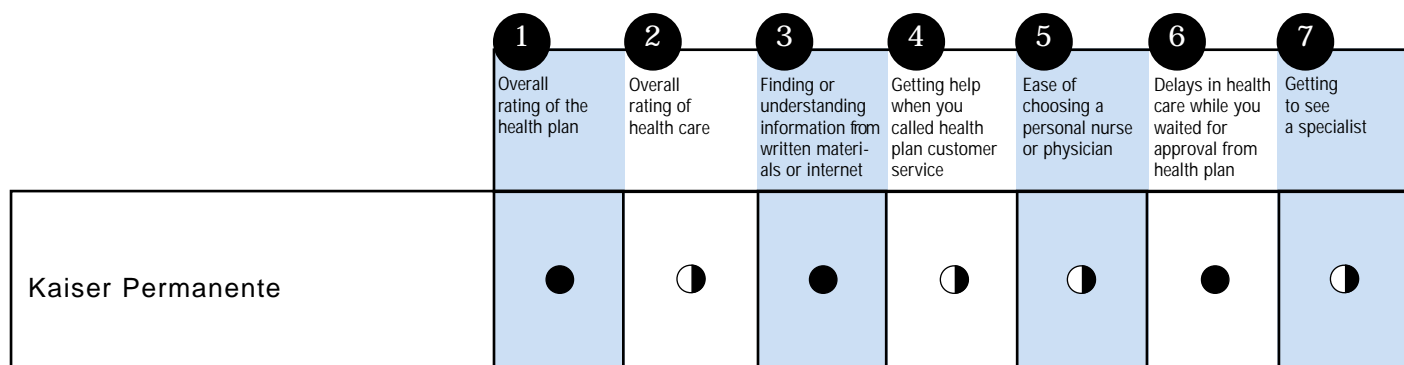 1
2
3
4
5
6
7
Overall
rating of the
health plan
Overall
rating of
health care
Finding or
understanding
information from
written materi-
als or internet
Getting help
when you
called health
plan customer
service
Ease of
choosing a
personal nurse
or physician
Delays in health
care while you
waited for
approval from
health plan
Getting
to see
a specialist
Kaiser Permanente